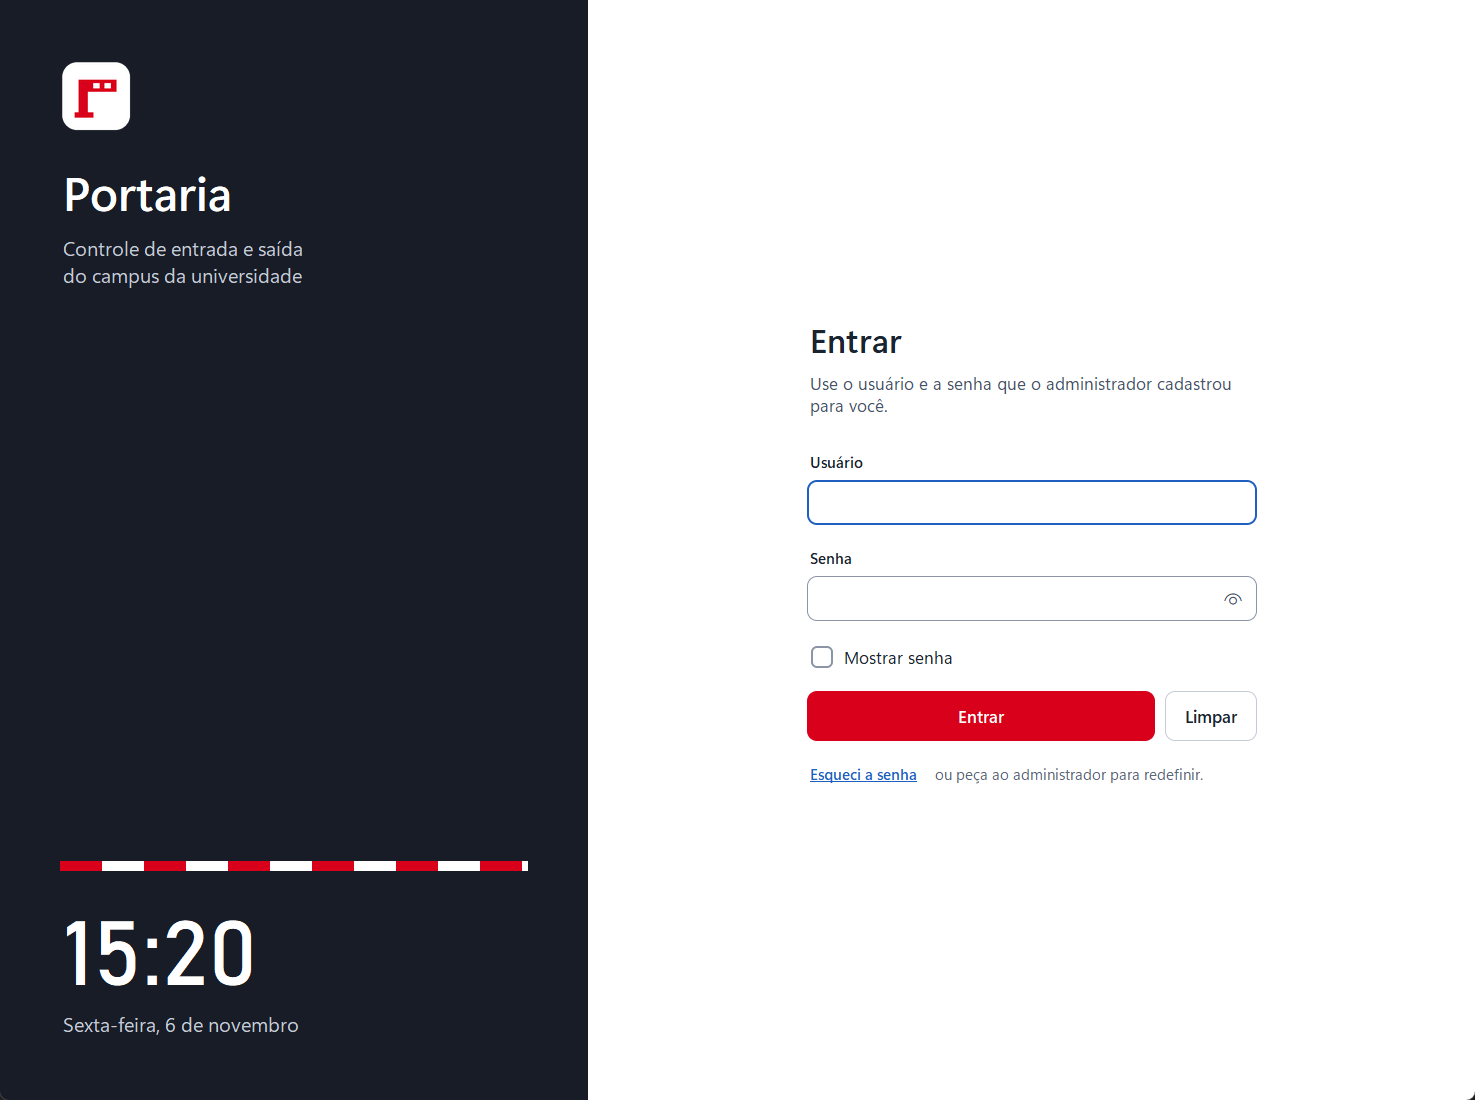 Portaria
Controle de entrada e saída
do campus da universidade
15:20
Sexta-feira, 6 de novembro
Entrar
Use o usuário e a senha que o administrador cadastrou
para você.
Usuário
Senha
Mostrar senha
Entrar
Limpar
Esqueci a senha ou peça ao administrador para redefinir.